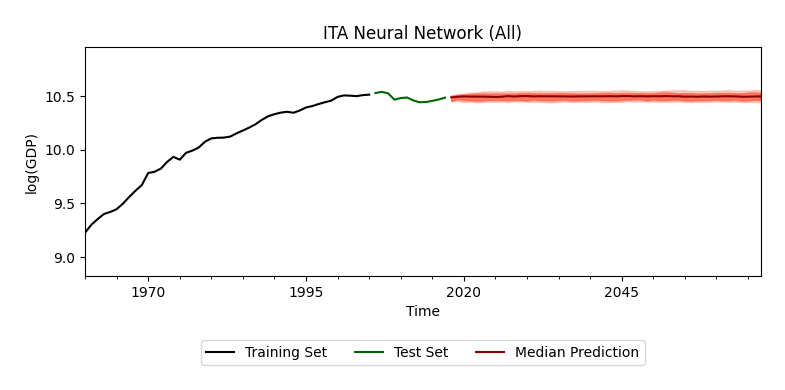 ITA Neural Network (All)
log(GDP)
10.5
10.0
9.5
9.0
1970 1995 2020 2045
Time
Training Set Test Set Median Prediction